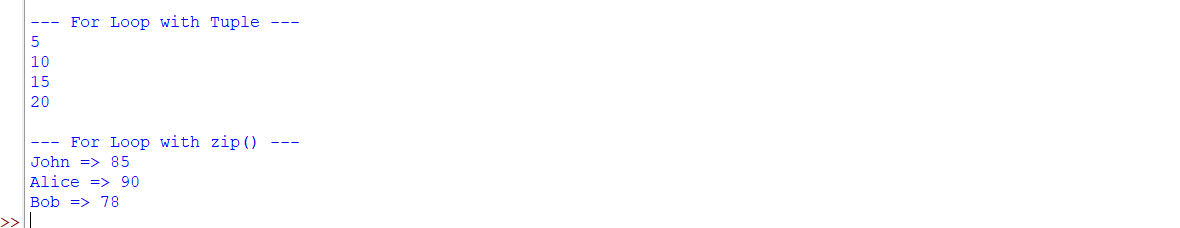 --- For Loop with Tuple ---
5
10
15
20
--- For Loop with zip() ---
John => 85
Alice => 90
Bob => 78
>>